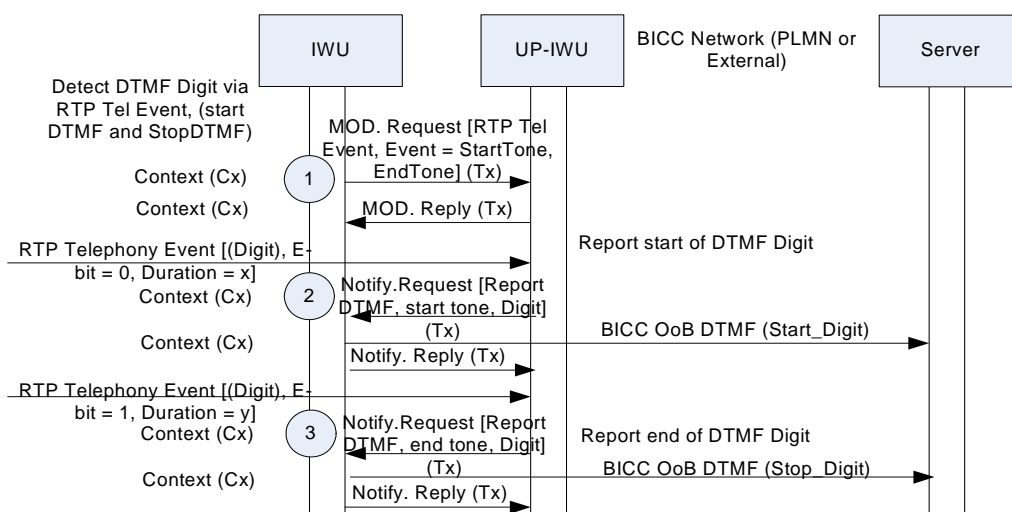 IWU
UP-IWU
BICC Network (PLMN or
External)
Server
Detect DTMF Digit via
RTP Tel Event, (start
DTMF and StopDTMF)
MOD. Request [RTP Tel
Event, Event = StartTone,
EndTone] (Tx)
Context (Cx)
1
Context (Cx)
MOD. Reply (Tx)
RTP Telephony Event [(Digit), E-
bit = 0, Duration = x]
Report start of DTMF Digit
Context (Cx)
2
Notify.Request [Report
DTMF, start tone, Digit]
(Tx)
BICC OoB DTMF (Start_Digit)
Context (Cx)
Notify. Reply (Tx)
RTP Telephony Event [(Digit), E-
bit = 1, Duration = y]
Context (Cx)
3
Notify.Request [Report
DTMF, end tone, Digit]
(Tx)
Report end of DTMF Digit
BICC OoB DTMF (Stop_Digit)
Context (Cx)
Notify. Reply (Tx)